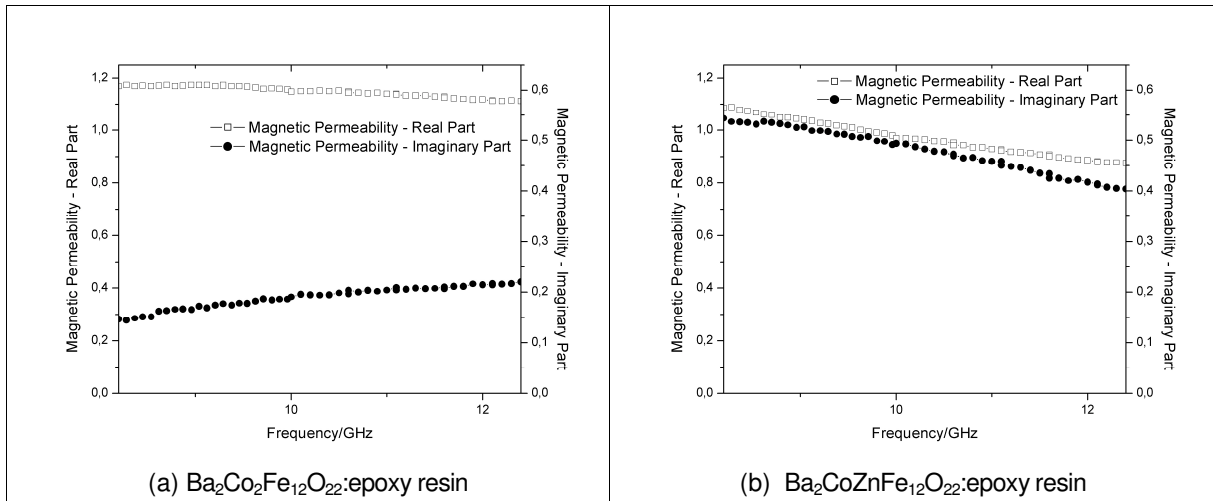 1,2
1,0
0,8
0,6
0,4
0,2
0,0
Magnetic Permeability - Real Part
Magnetic Permeability - Real Part
Magnetic Permeability - Imaginary Part
0,6
0,5
0,4
0,3
0,2
0,1
0,0
Magnetic Permeability - Imaginary Part
10
12
Frequency/GHz
(a) Ba₂Co₂Fe₁₂O₂₂:epoxy resin
1,2
1,0
0,8
0,6
0,4
0,2
0,0
Magnetic Permeability - Real Part
Magnetic Permeability - Real Part
Magnetic Permeability - Imaginary Part
0,6
0,5
0,4
0,3
0,2
0,1
0,0
Magnetic Permeability - Imaginary Part
10
12
Frequency/GHz
(b) Ba₂CoZnFe₁₂O₂₂:epoxy resin